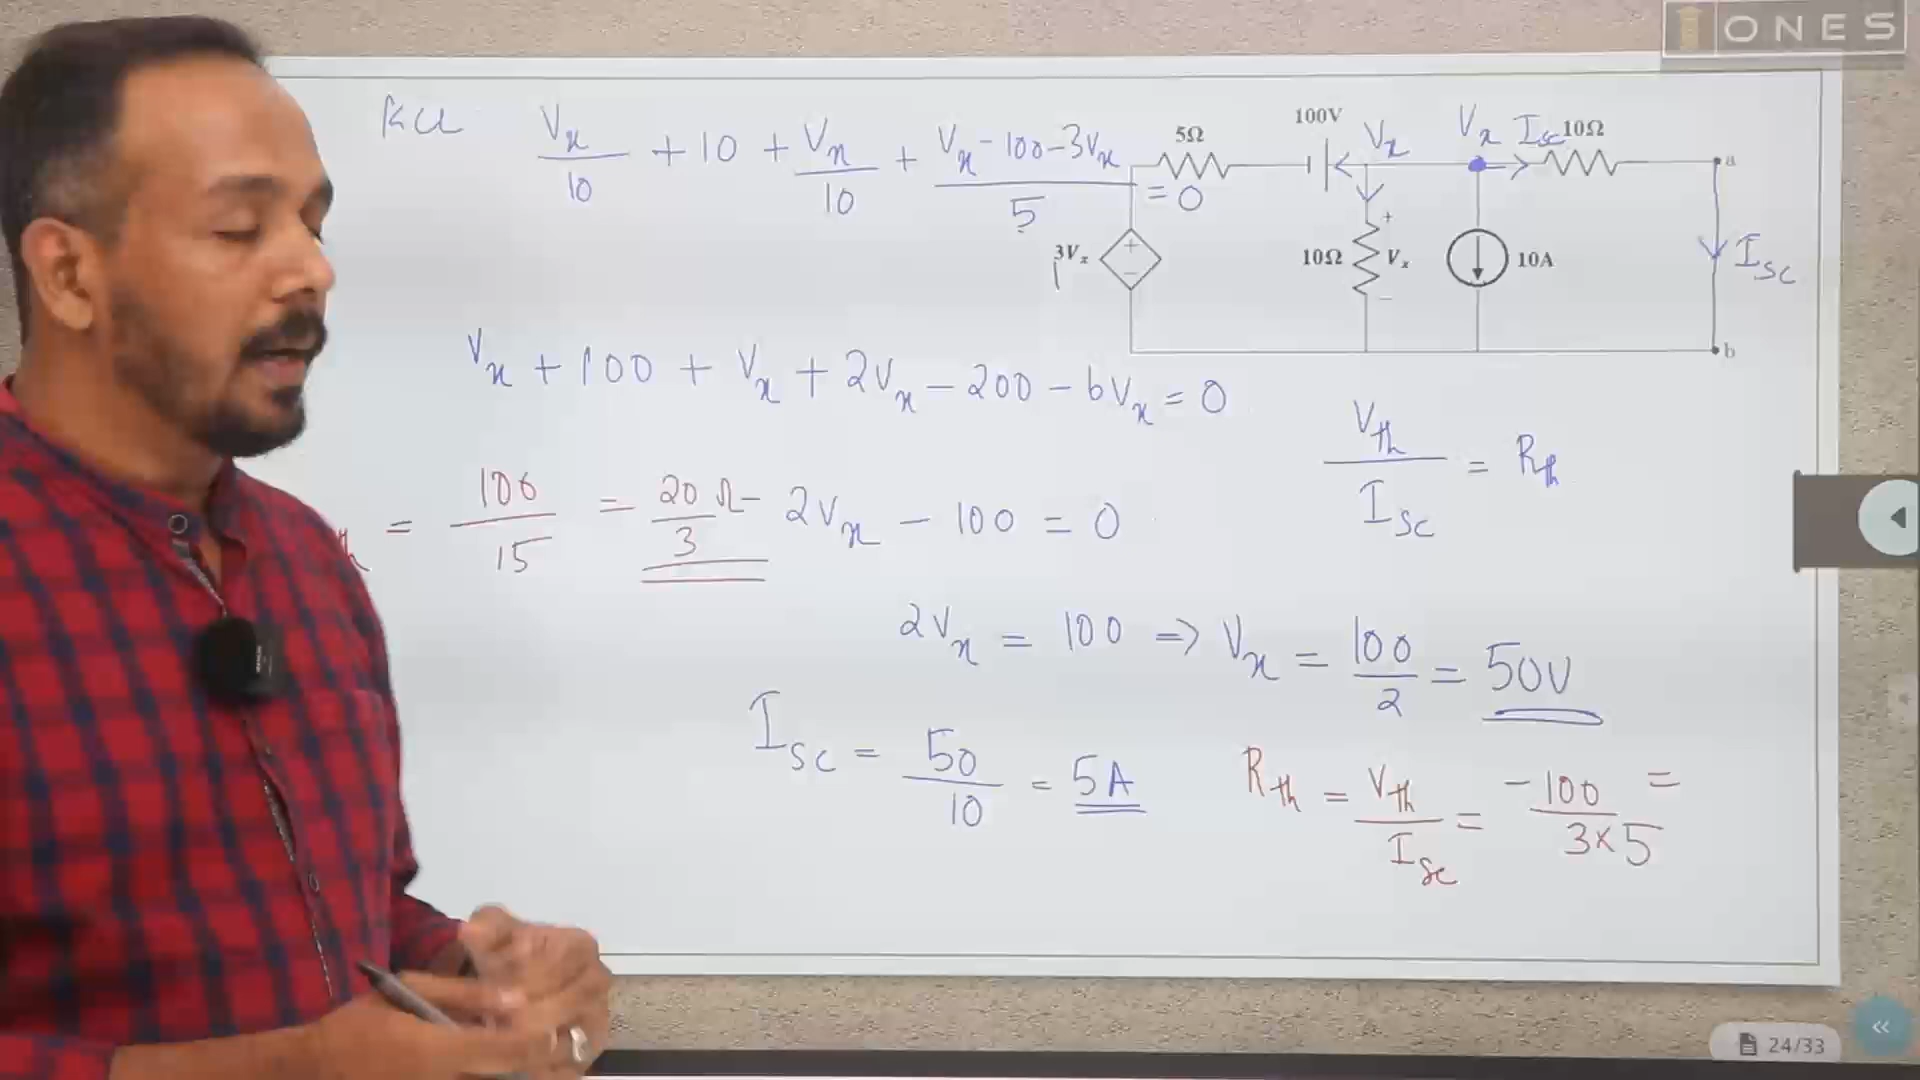 ONES
KCL Vx/10 + 10 + Vx/10 + Vx-100-3Vx/5 = 0
5Ω
100V
Vx
Vx
Isc
10Ω
a
3Vx
+
−
10Ω
+
Vx
−
10A
Isc
b
Vx + 100 + Vx + 2Vx - 200 - 6Vx = 0
Vth/Isc = Rth
= 100/15 = 20/3 Ω
- 2Vx - 100 = 0
2Vx = 100 ⇒ Vx = 100/2 = 50V
Isc = 50/10 = 5A
Rth = Vth/Isc = -100/3×5 =
24/33